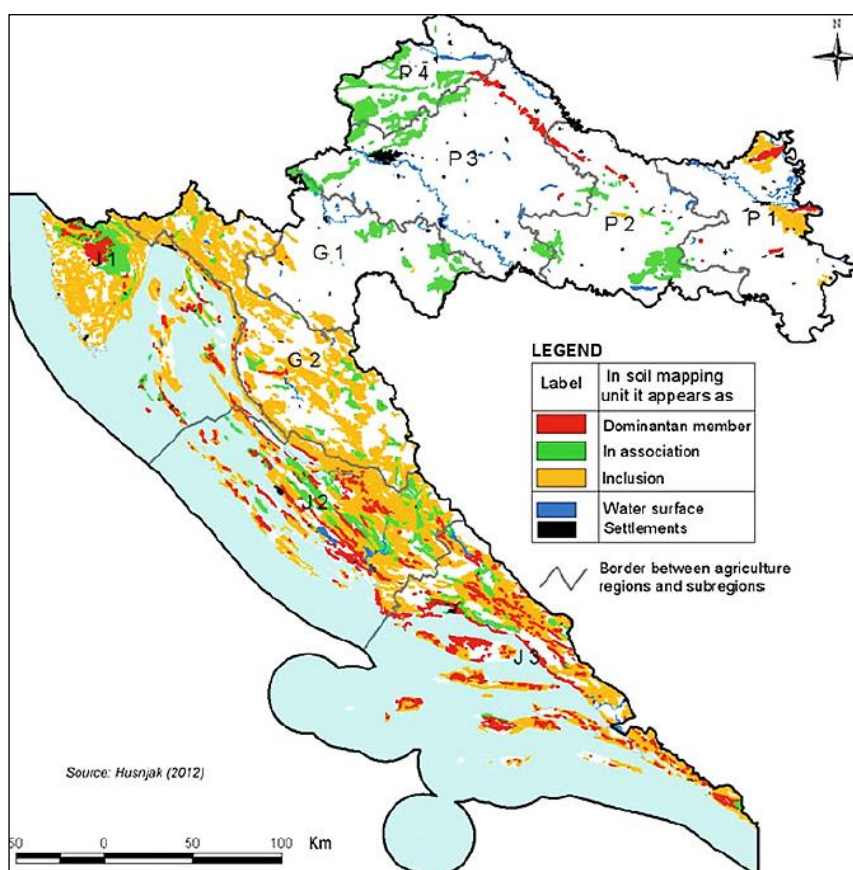 N
P 4
P 3
P 1
P 2
J 1
G 1
G 2
LEGEND
Label
In soil mapping
unit it appears as
Dominantan member
In association
Inclusion
Water surface
Settlements
Border between agriculture
regions and subregions
J 2
J 3
Source: Husnjak (2012)
50 0 50 100 Km